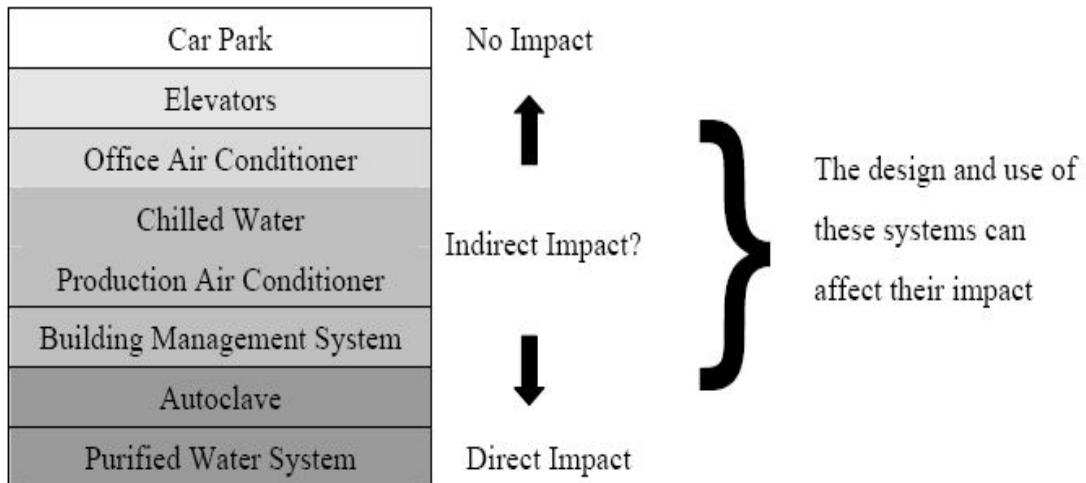 Car Park
Elevators
Office Air Conditioner
Chilled Water
Production Air Conditioner
Building Management System
Autoclave
Purified Water System
No Impact
Indirect Impact?
Direct Impact
The design and use of
these systems can
affect their impact